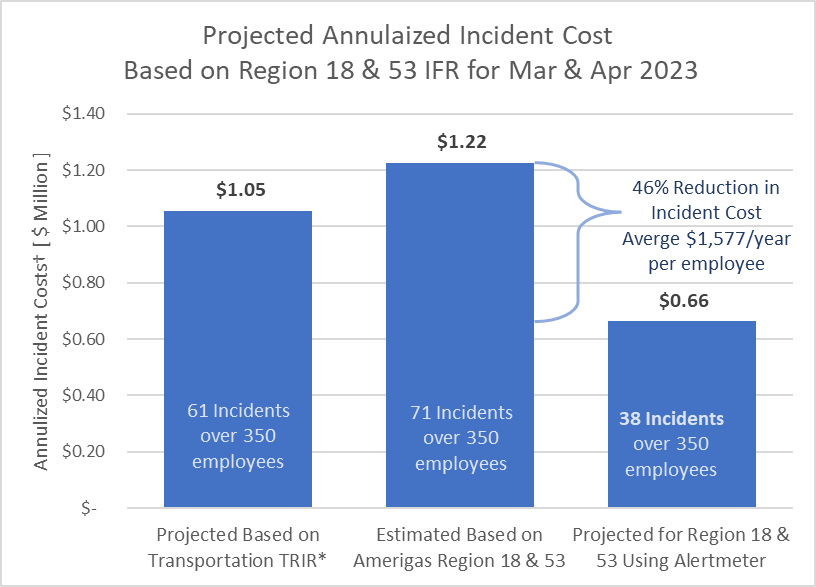 Projected Annulaized Incident Cost
Based on Region 18 & 53 IFR for Mar & Apr 2023
Annulized Incident Costs† [ $ Million ]
$1.40
$1.20
$1.00
$0.80
$0.60
$0.40
$0.20
$-
$1.05
$1.22
$0.66
46% Reduction in
Incident Cost
Averge $1,577/year
per employee
61 Incidents
over 350
employees
71 Incidents
over 350
employees
38 Incidents
over 350
employees
Projected Based on
Transportation TRIR*
Estimated Based on
Amerigas Region 18 & 53
Projected for Region 18 &
53 Using Alertmeter